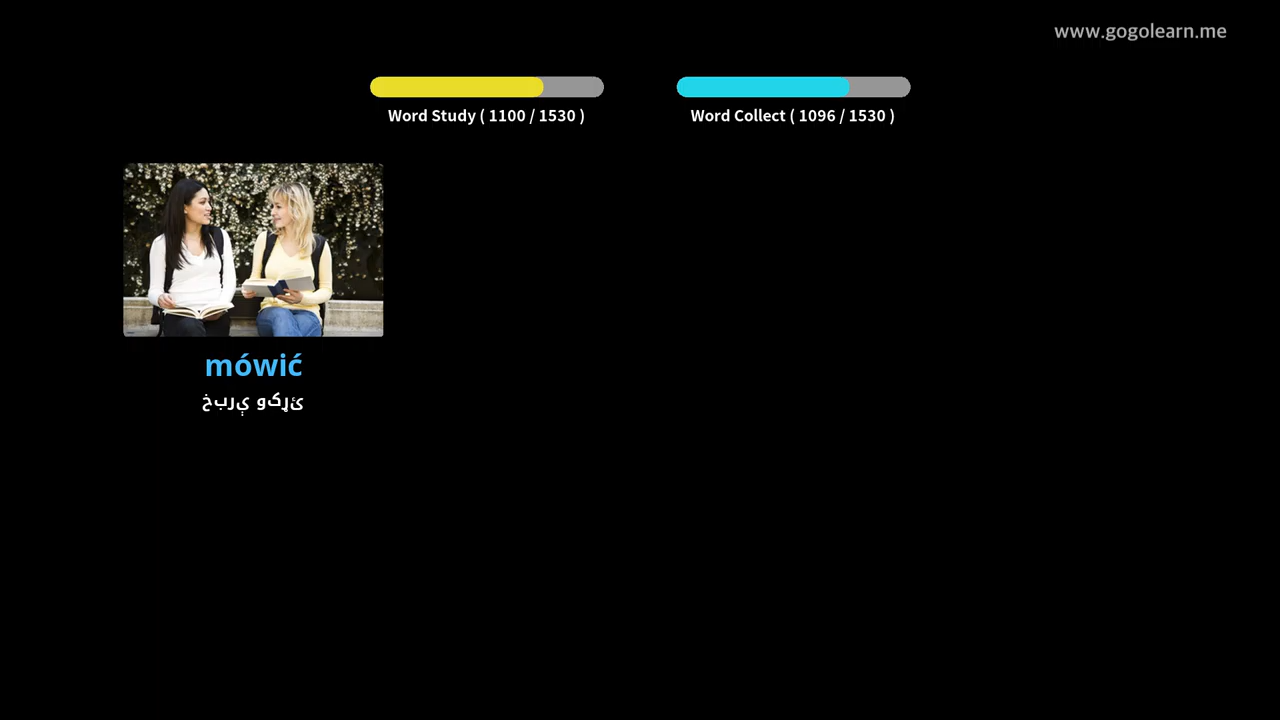 www.gogolearn.me
Word Study ( 1100 / 1530 )
Word Collect ( 1096 / 1530 )
mówić
خبرې وکړئ